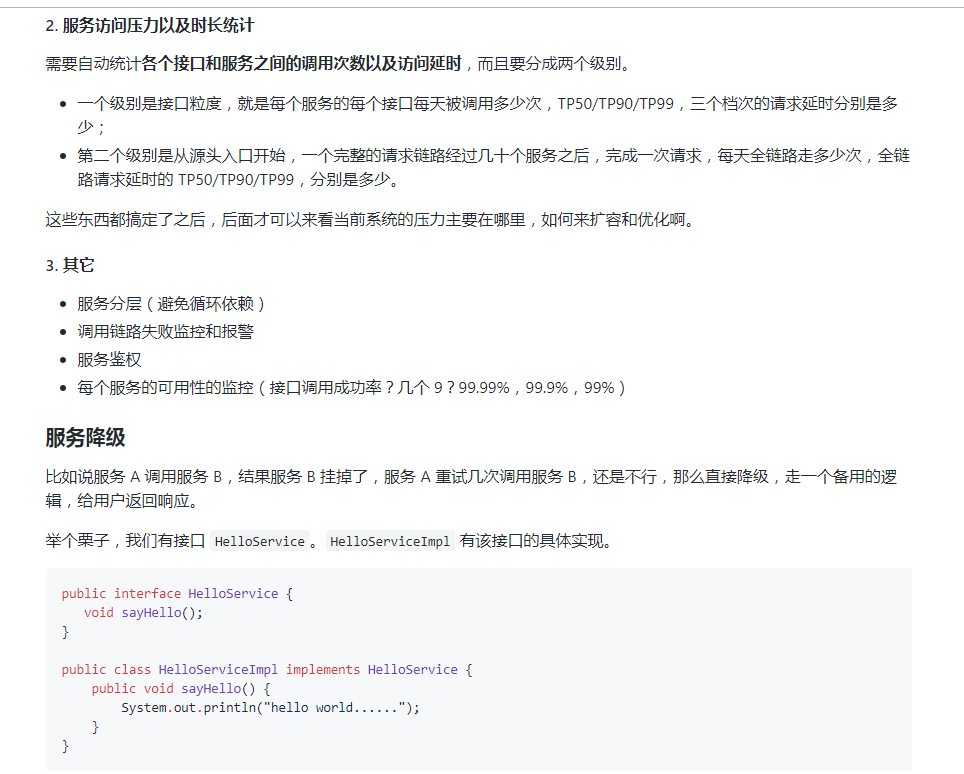 2. 服务访问压力以及时长统计
需要自动统计各个接口和服务之间的调用次数以及访问延时，而且要分成两个级别。
• 一个级别是接口粒度，就是每个服务的每个接口每天被调用多少次，TP50/TP90/TP99，三个档次的请求延时分别是多
少；
• 第二个级别是从源头入口开始，一个完整的请求链路经过几十个服务之后，完成一次请求，每天全链路走多少次，全链
路请求延时的 TP50/TP90/TP99，分别是多少。
这些东西都搞定了之后，后面才可以来看当前系统的压力主要在哪里，如何来扩容和优化啊。
3. 其它
• 服务分层（避免循环依赖）
• 调用链路失败监控和报警
• 服务鉴权
• 每个服务的可用性的监控（接口调用成功率？几个 9？99.99%，99.9%，99%）
服务降级
比如说服务 A 调用服务 B，结果服务 B 挂掉了，服务 A 重试几次调用服务 B，还是不行，那么直接降级，走一个备用的逻
辑，给用户返回响应。
举个栗子，我们有接口 HelloService 。 HelloServiceImpl 有该接口的具体实现。
public interface HelloService {
   void sayHello();
}
public class HelloServiceImpl implements HelloService {
    public void sayHello() {
        System.out.println("hello world......");
    }
}